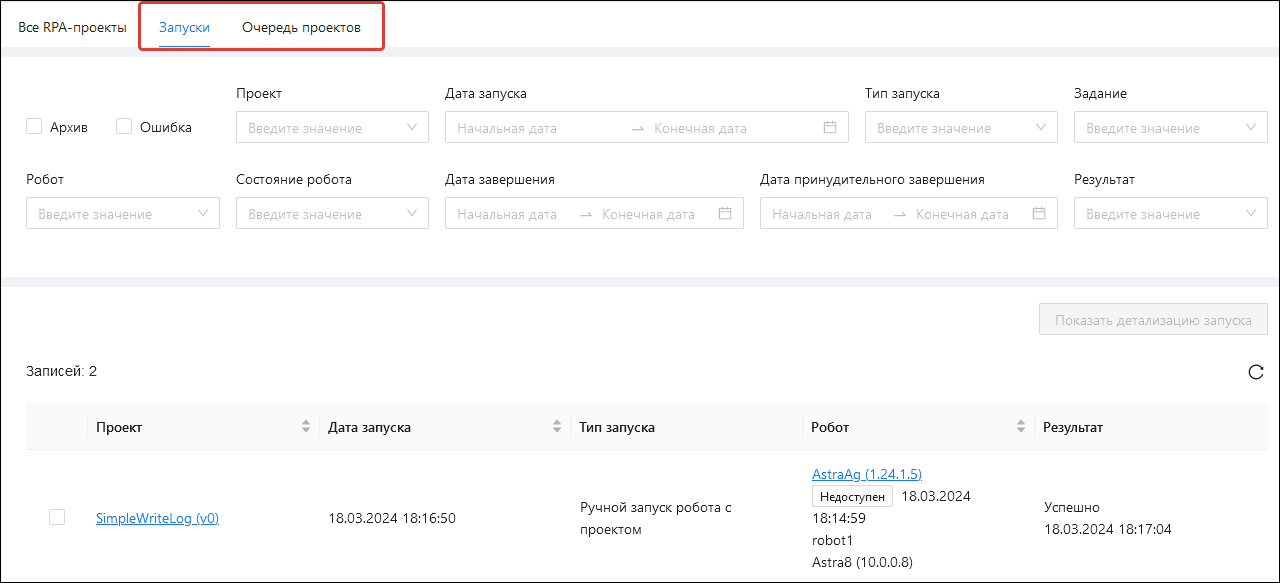 Все RPA-проекты Запуски Очередь проектов
Проект Дата запуска Тип запуска Задание
Архив Ошибка Введите значение Начальная дата → Конечная дата Введите значение Введите значение
Робот Состояние робота Дата завершения Дата принудительного завершения Результат
Введите значение Введите значение Начальная дата → Конечная дата Начальная дата → Конечная дата Введите значение
Показать детализацию запуска
Записей: 2
Проект Дата запуска Тип запуска Робот Результат
SimpleWriteLog (v0)
18.03.2024 18:16:50
Ручной запуск робота с
проектом
AstraAg (1.24.1.5)
Недоступен 18.03.2024
18:14:59
robot1
Astra8 (10.0.0.8)
Успешно
18.03.2024 18:17:04